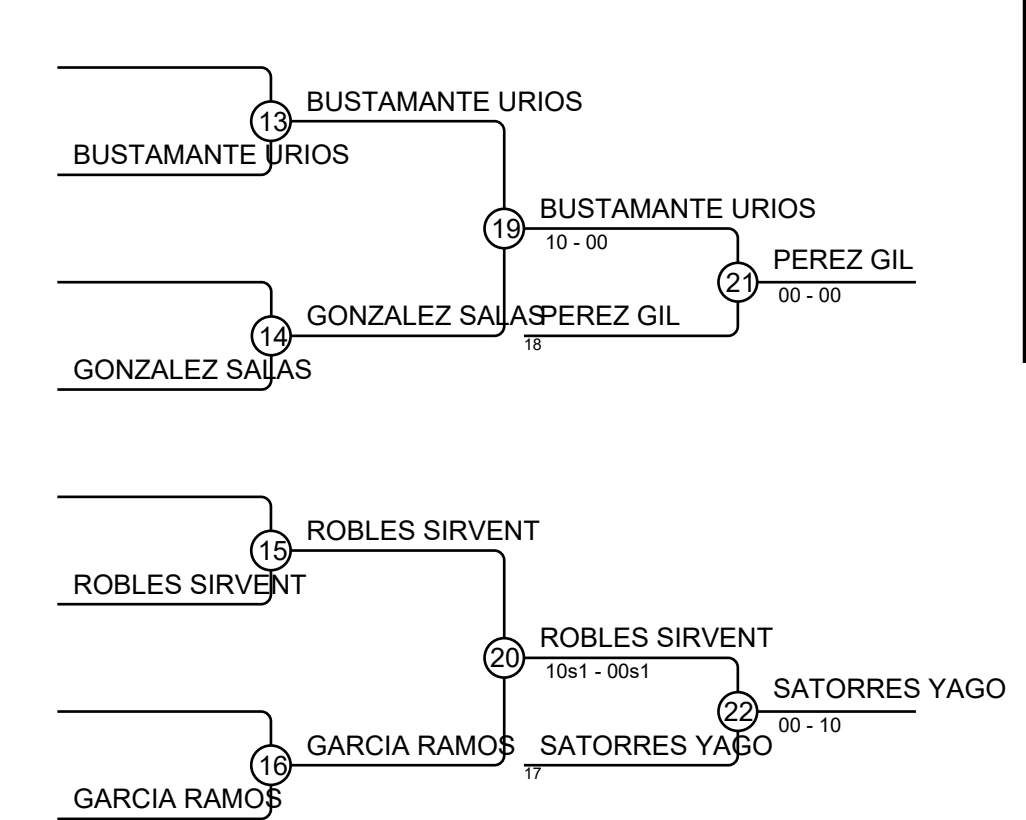 BUSTAMANTE URIOS
13
BUSTAMANTE URIOS
BUSTAMANTE URIOS
19
10 - 00
PEREZ GIL
21
00 - 00
GONZALEZ SALAS
PEREZ GIL
14
18
GONZALEZ SALAS
ROBLES SIRVENT
15
ROBLES SIRVENT
ROBLES SIRVENT
20
10s1 - 00s1
SATORRES YAGO
22
00 - 10
GARCIA RAMOS
SATORRES YAGO
16
17
GARCIA RAMOS